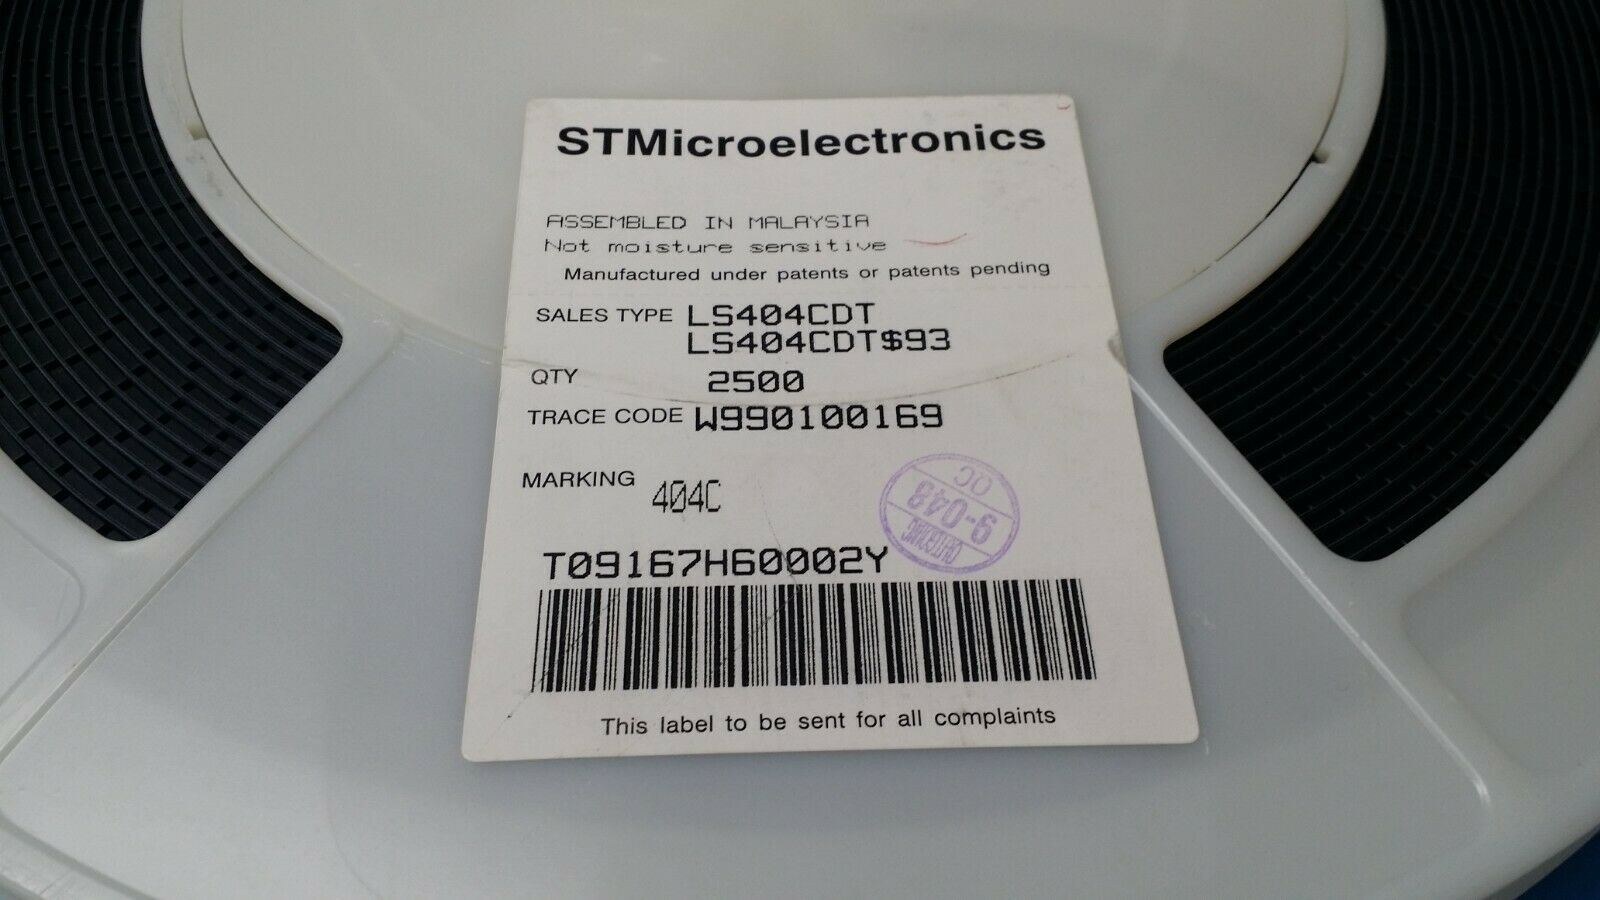 STMicroelectronics
ASSEMBLED IN MALAYSIA
Not moisture sensitive
Manufactured under patents or patents pending
SALES TYPE LS404CDT
LS404CDT$93
QTY 2500
TRACE CODE W990100169
MARKING 404C
QC
9-048
T09167H60002Y
This label to be sent for all complaints